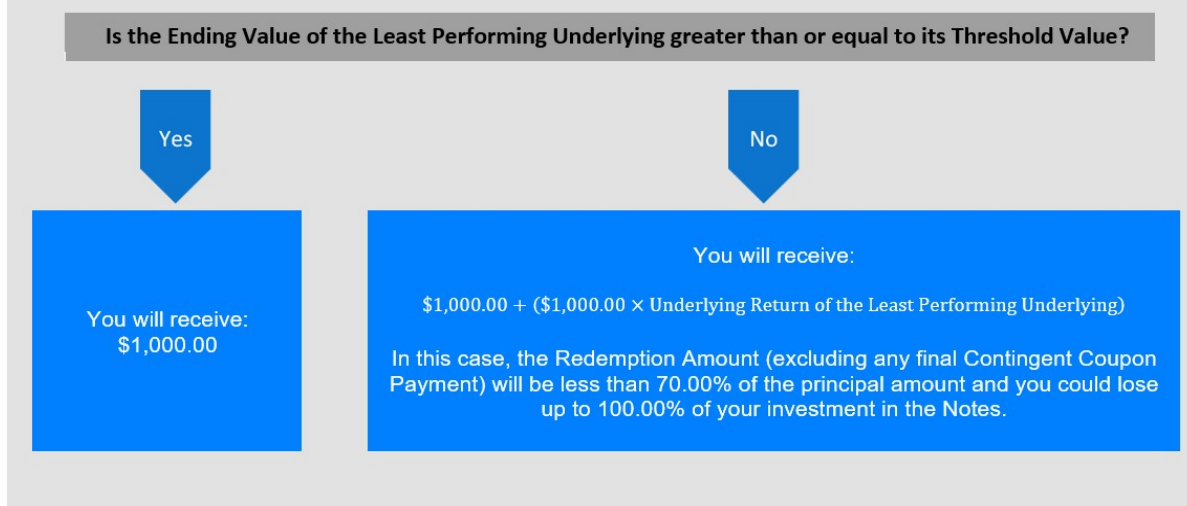 Is the Ending Value of the Least Performing Underlying greater than or equal to its Threshold Value?
Yes
No
You will receive:
$1,000.00
You will receive:
$1,000.00 + ($1,000.00 × Underlying Return of the Least Performing Underlying)
In this case, the Redemption Amount (excluding any final Contingent Coupon
Payment) will be less than 70.00% of the principal amount and you could lose
up to 100.00% of your investment in the Notes.